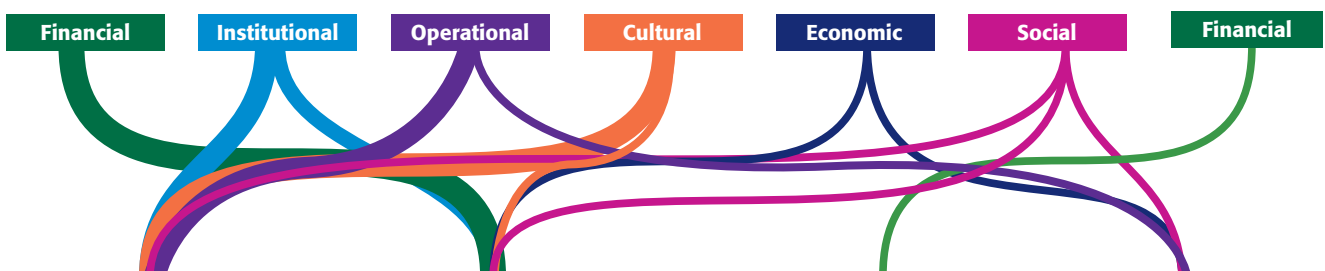 Financial
Institutional
Operational
Cultural
Economic
Social
Financial